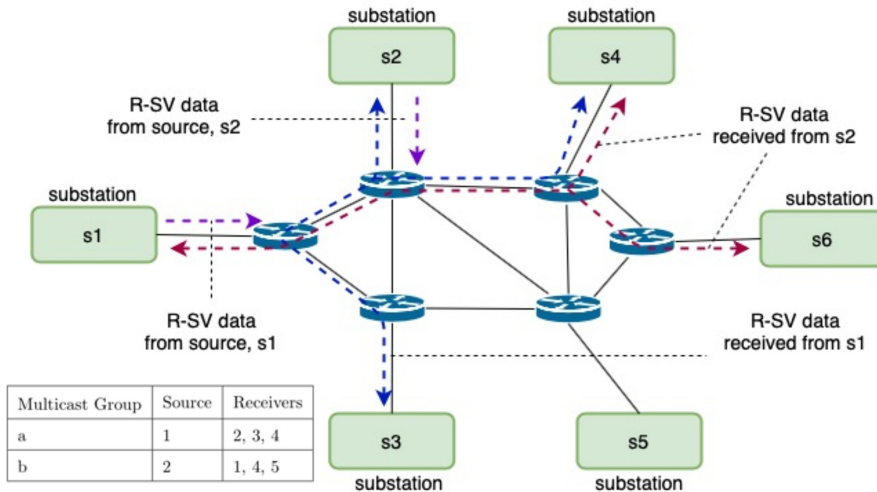 substation
s2
substation
s4
R-SV data
from source, s2
R-SV data
received from s2
substation
s1
substation
s6
R-SV data
from source, s1
R-SV data
received from s1
Multicast Group Source Receivers
a 1 2, 3, 4
b 2 1, 4, 5
s3
substation
s5
substation